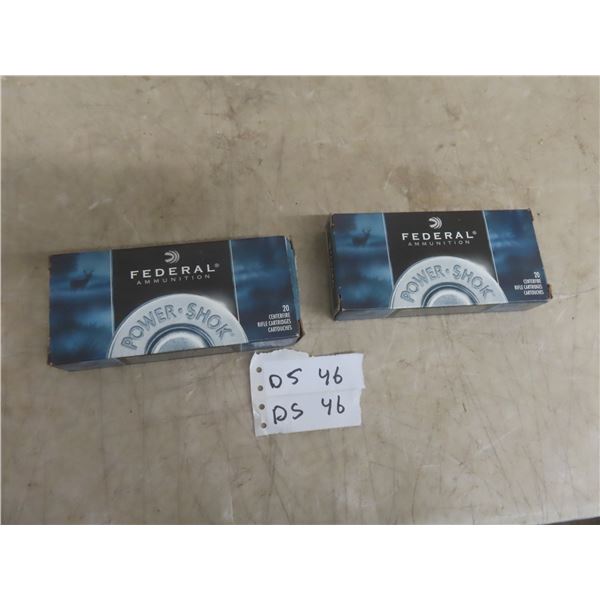 FEDERAL®
AMMUNITION
POWER·SHOK®
20
CENTERFIRE
RIFLE CARTRIDGES
CARTOUCHES
FEDERAL®
AMMUNITION
POWER·SHOK®
20
CENTERFIRE
RIFLE CARTRIDGES
CARTOUCHES
DS 46
DS 46